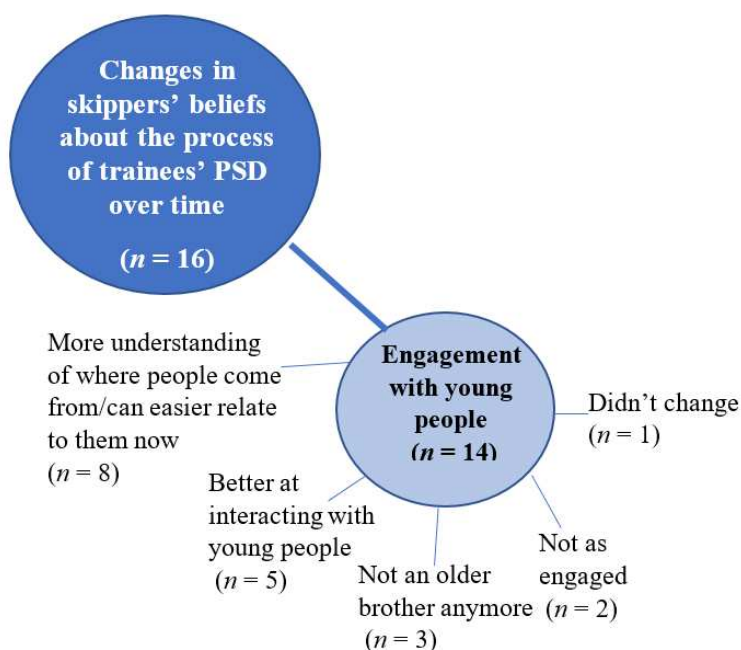 Changes in
skippers’ beliefs
about the process
of trainees’ PSD
over time
(n = 16)
Engagement
with young
people
(n = 14)
More understanding
of where people come
from/can easier relate
to them now
(n = 8)
Better at
interacting with
young people
(n = 5)
Not an older
brother anymore
(n = 3)
Not as
engaged
(n = 2)
Didn’t change
(n = 1)